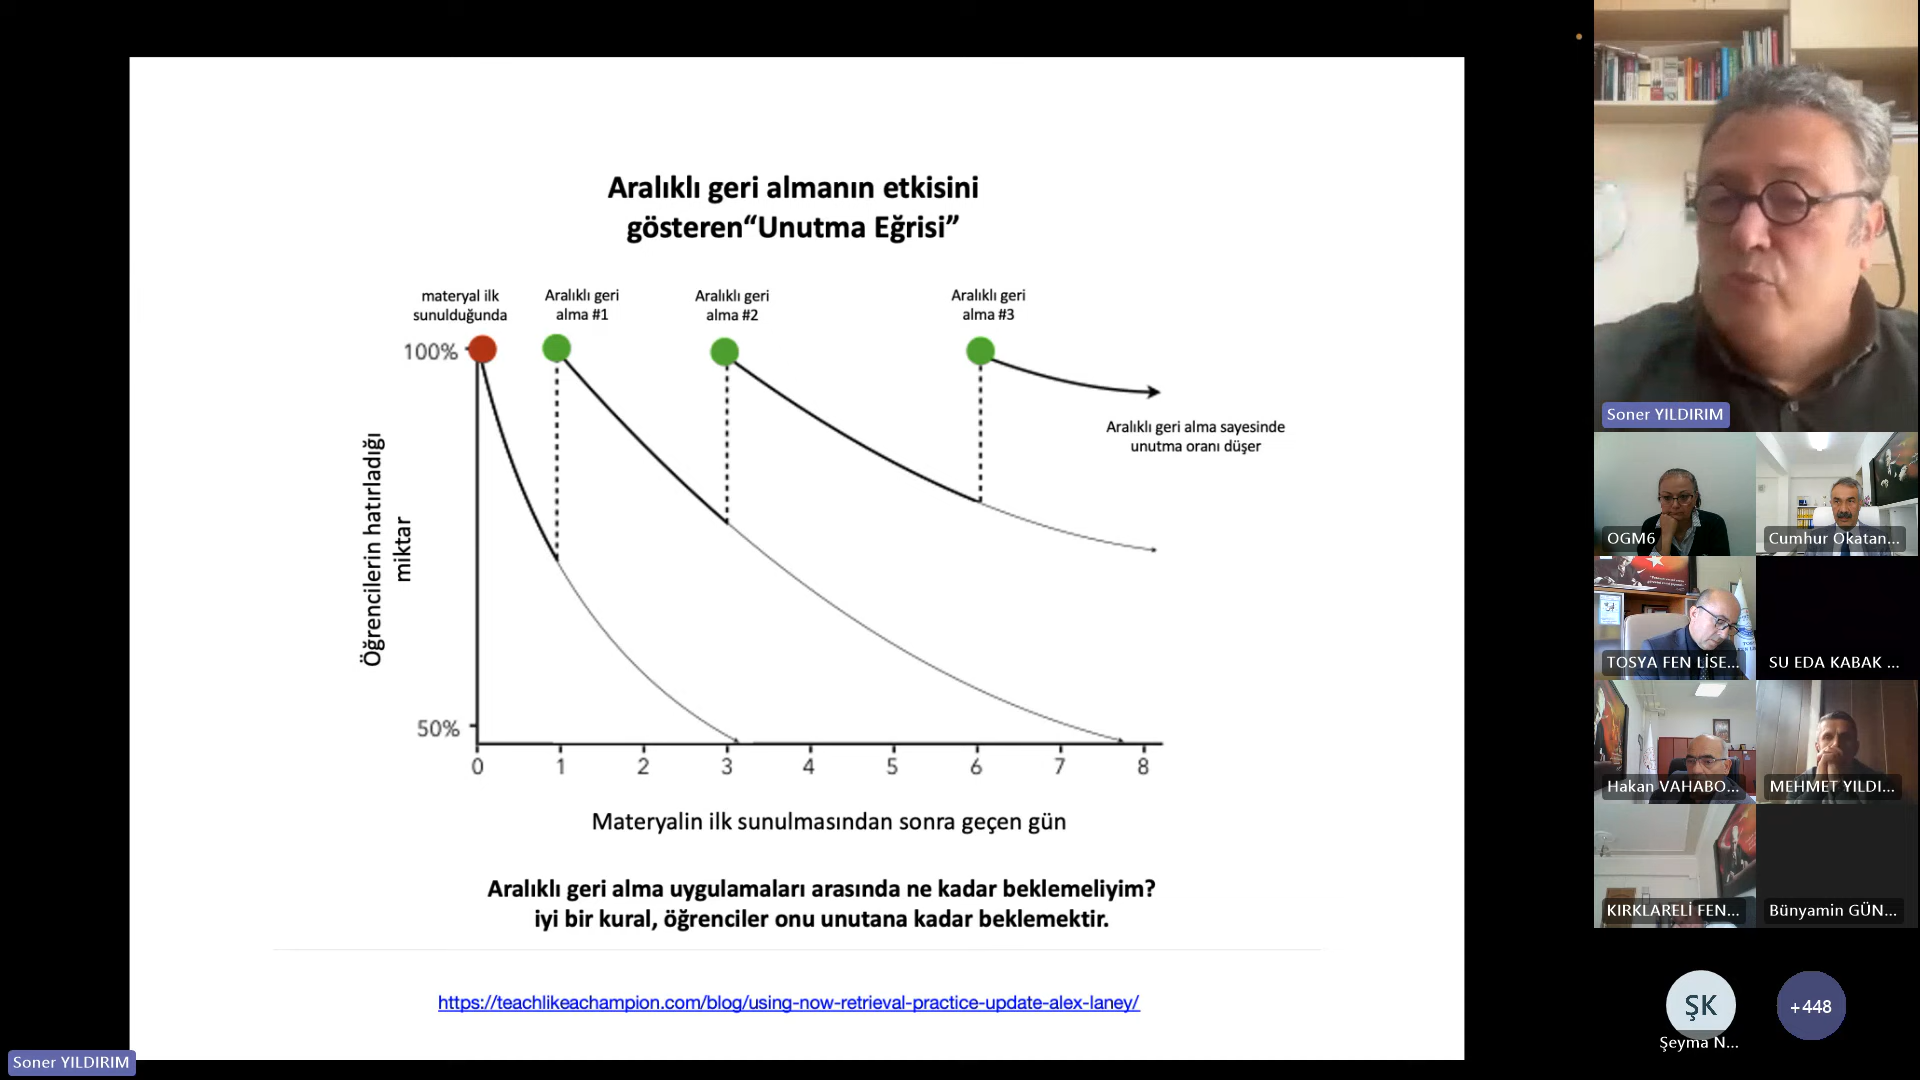 Aralıklı geri almanın etkisini
gösteren“Unutma Eğrisi”
materyal ilk
sunulduğunda
Aralıklı geri
alma #1
Aralıklı geri
alma #2
Aralıklı geri
alma #3
100%
Aralıklı geri alma sayesinde
unutma oranı düşer
Öğrencilerin hatırladığı
miktar
50%
0 1 2 3 4 5 6 7 8
Materyalin ilk sunulmasından sonra geçen gün
Aralıklı geri alma uygulamaları arasında ne kadar beklemeliyim?
iyi bir kural, öğrenciler onu unutana kadar beklemektir.
https://teachlikeachampion.com/blog/using-now-retrieval-practice-update-alex-laney/
Soner YILDIRIM
Soner YILDIRIM
OGM6
Cumhur Okatan...
TOSYA FEN LİSE...
SU EDA KABAK ...
Hakan VAHABO...
MEHMET YILDI...
KIRKLARELİ FEN...
Bünyamin GÜN...
ŞK
Şeyma N...
+448